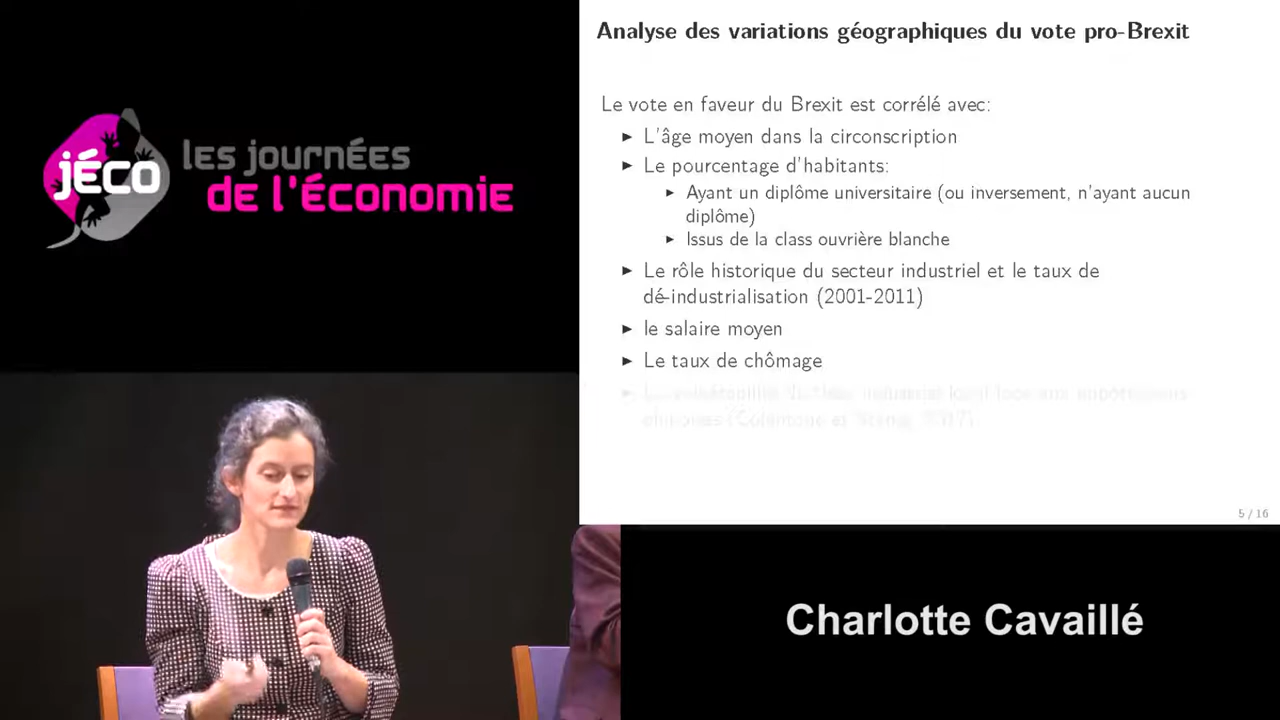 Analyse des variations géographiques du vote pro-Brexit
Le vote en faveur du Brexit est corrélé avec:
L'âge moyen dans la circonscription
Le pourcentage d'habitants:
Ayant un diplôme universitaire (ou inversement, n'ayant aucun
diplôme)
Issus de la class ouvrière blanche
Le rôle historique du secteur industriel et le taux de
dé-industrialisation (2001-2011)
le salaire moyen
Le taux de chômage
5 / 16
jéco
les journées
de l'économie
Charlotte Cavaillé